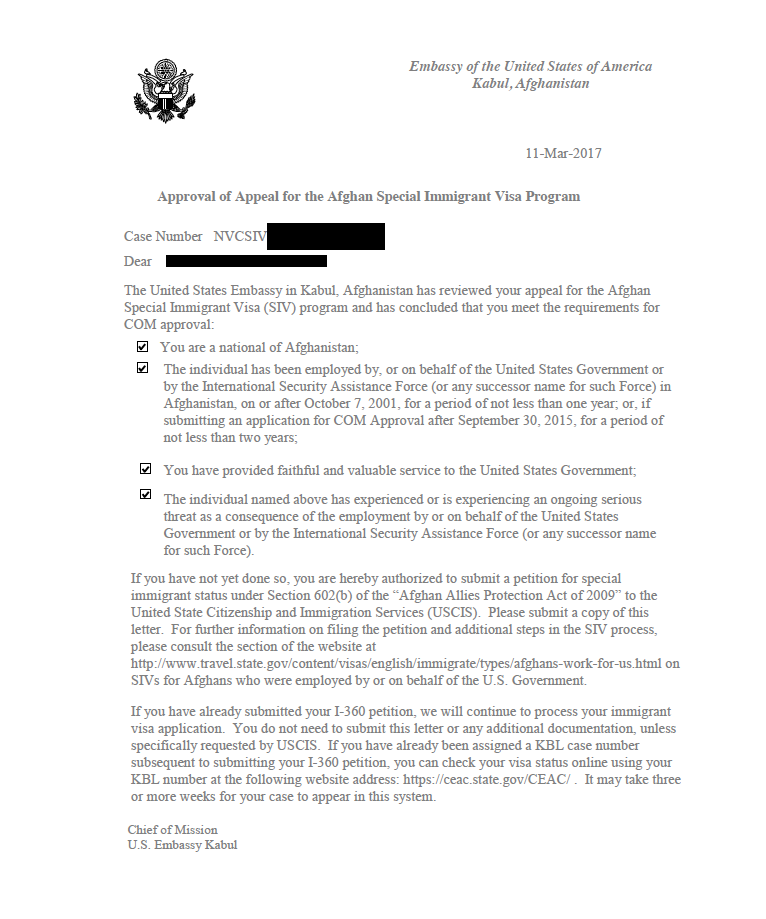 Embassy of the United States of America
Kabul, Afghanistan
11-Mar-2017
Approval of Appeal for the Afghan Special Immigrant Visa Program
Case Number NVCSIV
Dear
The United States Embassy in Kabul, Afghanistan has reviewed your appeal for the Afghan
Special Immigrant Visa (SIV) program and has concluded that you meet the requirements for
COM approval:
You are a national of Afghanistan;
The individual has been employed by, or on behalf of the United States Government or
by the International Security Assistance Force (or any successor name for such Force) in
Afghanistan, on or after October 7, 2001, for a period of not less than one year; or, if
submitting an application for COM Approval after September 30, 2015, for a period of
not less than two years;
You have provided faithful and valuable service to the United States Government;
The individual named above has experienced or is experiencing an ongoing serious
threat as a consequence of the employment by or on behalf of the United States
Government or by the International Security Assistance Force (or any successor name
for such Force).
If you have not yet done so, you are hereby authorized to submit a petition for special
immigrant status under Section 602(b) of the “Afghan Allies Protection Act of 2009” to the
United State Citizenship and Immigration Services (USCIS). Please submit a copy of this
letter. For further information on filing the petition and additional steps in the SIV process,
please consult the section of the website at
http://www.travel.state.gov/content/visas/english/immigrate/types/afghans-work-for-us.html on
SIVs for Afghans who were employed by or on behalf of the U.S. Government.
If you have already submitted your I-360 petition, we will continue to process your immigrant
visa application. You do not need to submit this letter or any additional documentation, unless
specifically requested by USCIS. If you have already been assigned a KBL case number
subsequent to submitting your I-360 petition, you can check your visa status online using your
KBL number at the following website address: https://ceac.state.gov/CEAC/ . It may take three
or more weeks for your case to appear in this system.
Chief of Mission
U.S. Embassy Kabul